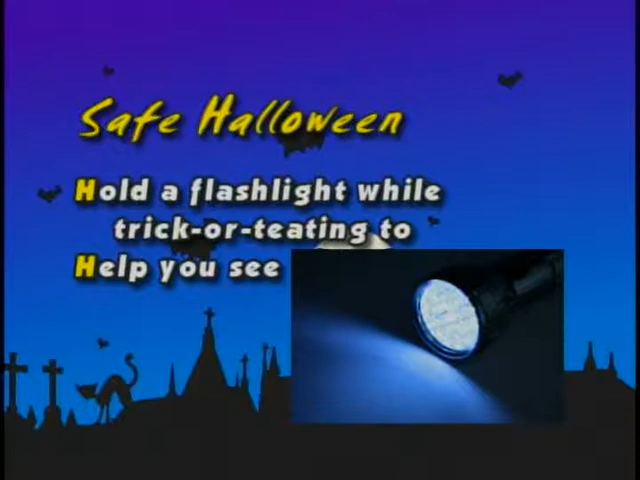 Safe Halloween
Hold a flashlight while
trick-or-teating to
Help you see